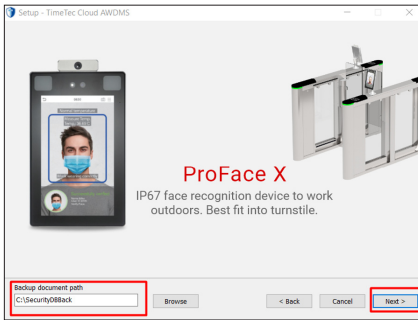 Setup - TimeTec Cloud AWDMS
ProFace X
IP67 face recognition device to work
outdoors. Best fit into turnstile.
Backup document path
C:\SecurityDBBack
Browse
< Back
Cancel
Next >